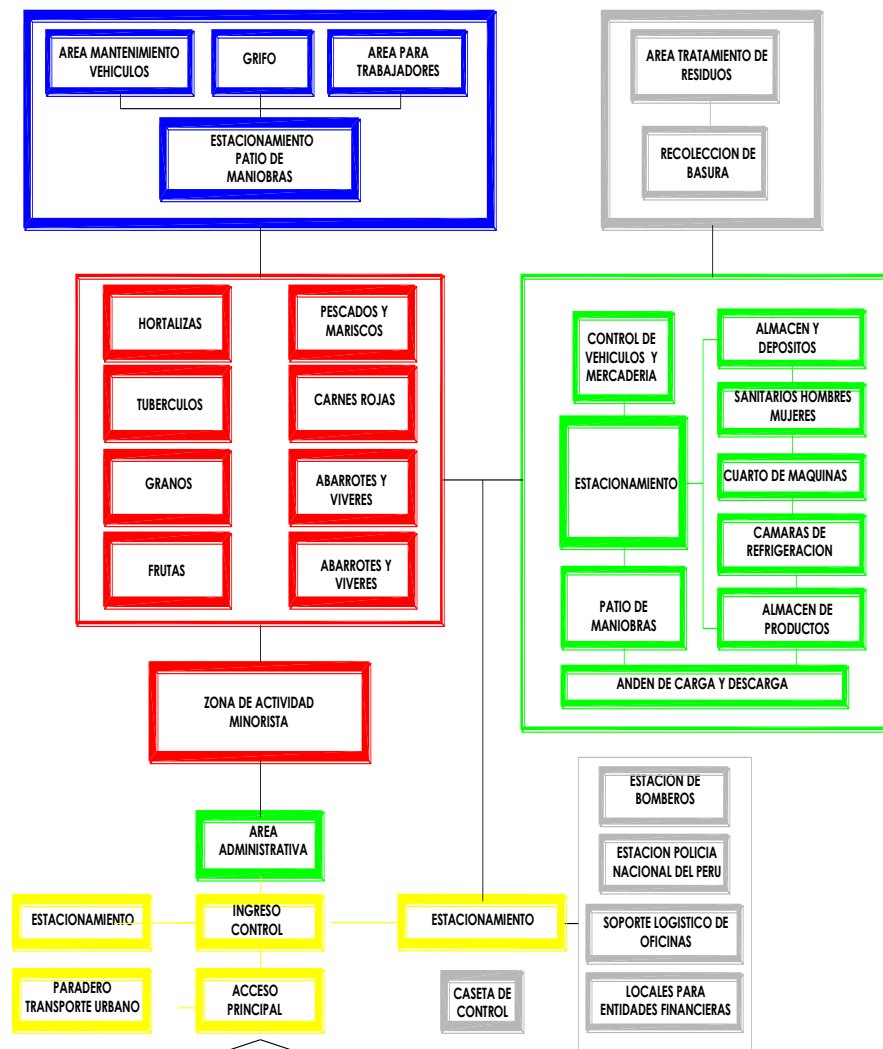 AREA MANTENIMIENTO
VEHICULOS
GRIFO
AREA PARA
TRABAJADORES
ESTACIONAMIENTO
PATIO DE
MANIOBRAS
AREA TRATAMIENTO DE
RESIDUOS
RECOLECCION DE
BASURA
HORTALIZAS
PESCADOS Y
MARISCOS
TUBERCULOS
CARNES ROJAS
GRANOS
ABARROTES Y
VIVERES
FRUTAS
ABARROTES Y
VIVERES
CONTROL DE
VEHICULOS Y
MERCADERIA
ALMACEN Y
DEPOSITOS
SANITARIOS HOMBRES
MUJERES
ESTACIONAMIENTO
CUARTO DE MAQUINAS
CAMARAS DE
REFRIGERACION
PATIO DE
MANIOBRAS
ALMACEN DE
PRODUCTOS
ANDEN DE CARGA Y DESCARGA
ZONA DE ACTIVIDAD
MINORISTA
AREA
ADMINISTRATIVA
ESTACIONAMIENTO
INGRESO
CONTROL
ESTACIONAMIENTO
PARADERO
TRANSPORTE URBANO
ACCESO
PRINCIPAL
CASETA DE
CONTROL
ESTACION DE
BOMBEROS
ESTACION POLICIA
NACIONAL DEL PERU
SOPORTE LOGISTICO DE
OFICINAS
LOCALES PARA
ENTIDADES FINANCIERAS